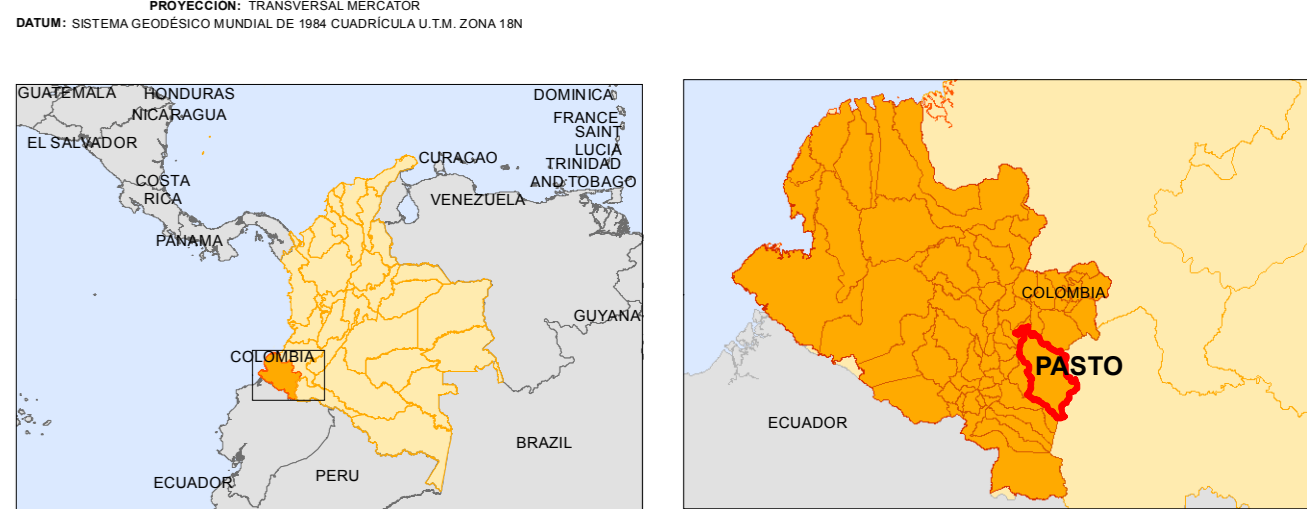 PROYECCIÓN: TRANSVERSAL MERCATOR
DATUM: SISTEMA GEODÉSICO MUNDIAL DE 1984 CUADRÍCULA U.T.M. ZONA 18N
GUATEMALA
HONDURAS
NICARAGUA
EL SALVADOR
COSTA
RICA
PANAMA
DOMINICA
FRANCE
SAINT
LUCIA
TRINIDAD
AND TOBAGO
CURACAO
VENEZUELA
GUYANA
COLOMBIA
BRAZIL
PERU
ECUADOR
COLOMBIA
PASTO
ECUADOR